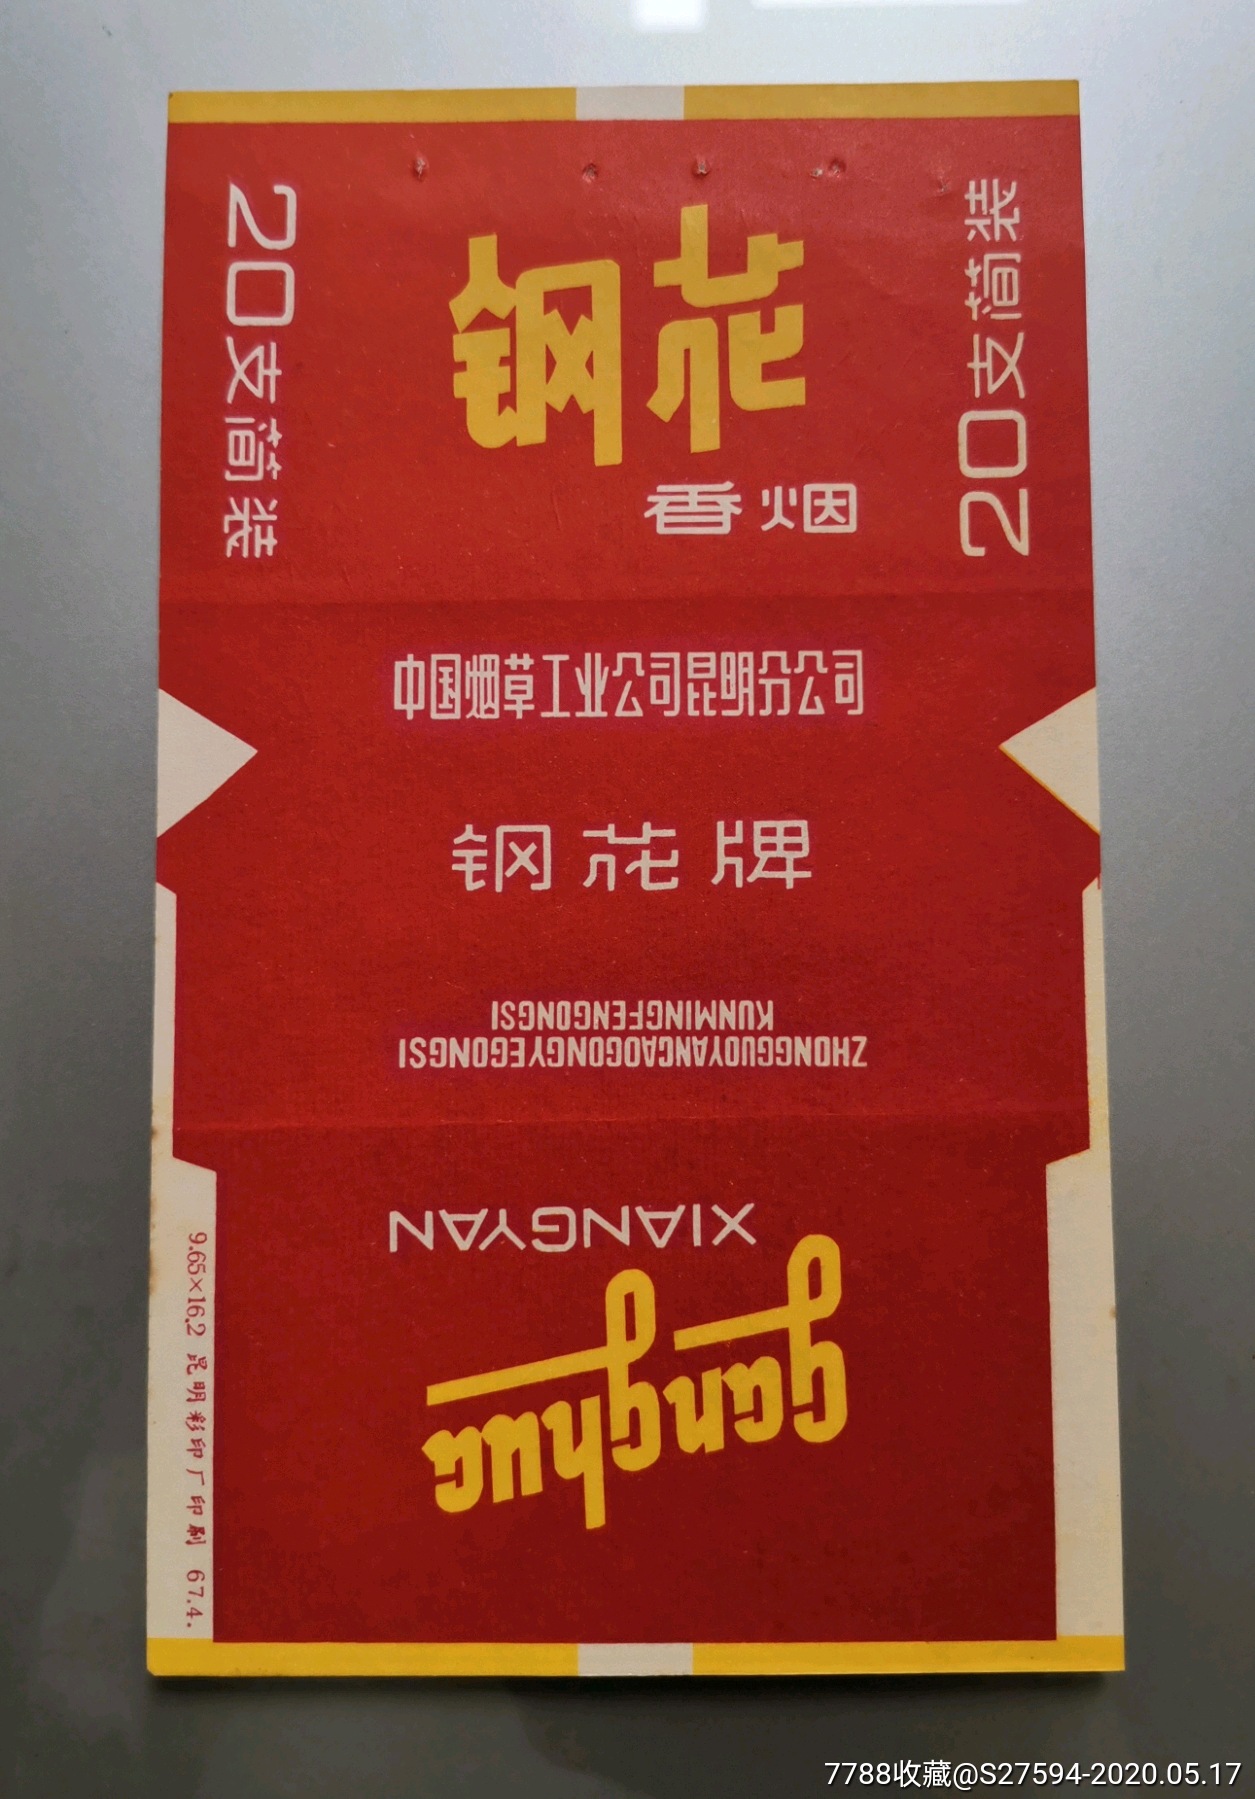 钢花
香烟
20支简装
20支简装
中国烟草工业公司昆明分公司
钢花牌
ZHONGGUOYANCAOGONGYEGONGSI
KUNMINGFENGONGSI
ganghua
XIANGYAN
9.65×16.2 昆明彩印厂印刷 67.4.
7788收藏@S27594-2020.05.17